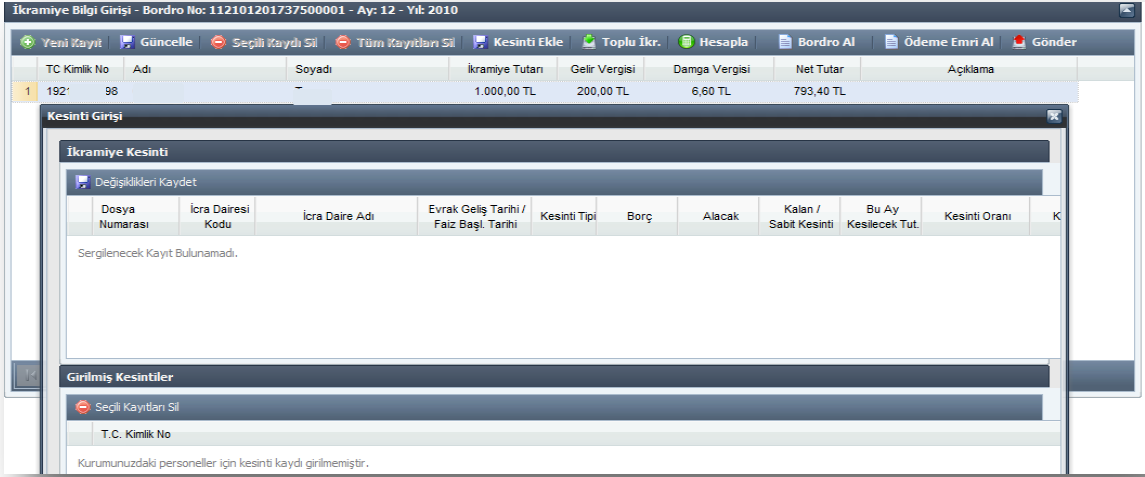 İkramiye Bilgi Girişi - Bordro No: 112101201737500001 - Ay: 12 - Yıl: 2010
Yeni Kayıt Güncelle Seçili Kaydı Sil Tüm Kayıtları Sil Kesinti Ekle Toplu İkr. Hesapla Bordro Al Ödeme Emri Al Gönder
TC Kimlik No Adı Soyadı İkramiye Tutarı Gelir Vergisi Damga Vergisi Net Tutar Açıklama
1 192 98 1.000,00 TL 200,00 TL 6,60 TL 793,40 TL
Kesinti Girişi
İkramiye Kesinti
Değişiklikleri Kaydet
Dosya Numarası İcra Dairesi Kodu İcra Daire Adı Evrak Geliş Tarihi / Faiz Başl. Tarihi Kesinti Tipi Borç Alacak Kalan / Sabit Kesinti Bu Ay Kesilecek Tut. Kesinti Oranı K
Sergilenecek Kayıt Bulunamadı.
Girilmiş Kesintiler
Seçili Kayıtları Sil
T.C. Kimlik No
Kurumunuzdaki personeller için kesinti kaydı girilmemiştir.